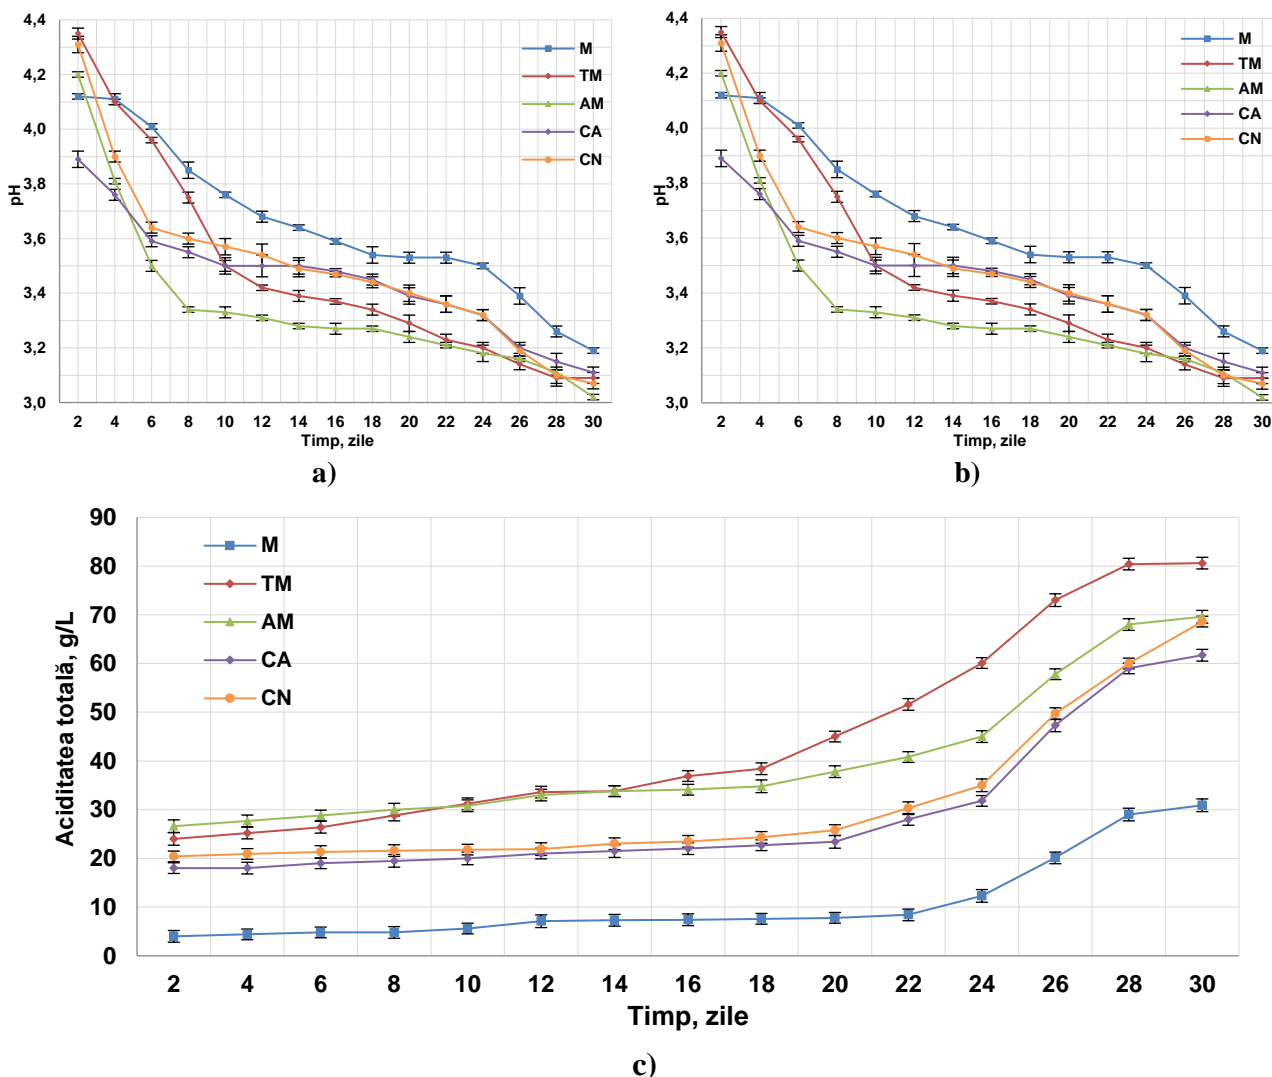 4,4
4,2
4,0
3,8
3,6
3,4
3,2
3,0
pH
M
TM
AM
CA
CN
2 4 6 8 10 12 14 16 18 20 22 24 26 28 30
Timp, zile
a)
4,4
4,2
4,0
3,8
3,6
3,4
3,2
3,0
pH
M
TM
AM
CA
CN
2 4 6 8 10 12 14 16 18 20 22 24 26 28 30
Timp, zile
b)
90
80
70
60
50
40
30
20
10
0
Aciditatea totală, g/L
M
TM
AM
CA
CN
2 4 6 8 10 12 14 16 18 20 22 24 26 28 30
Timp, zile
c)